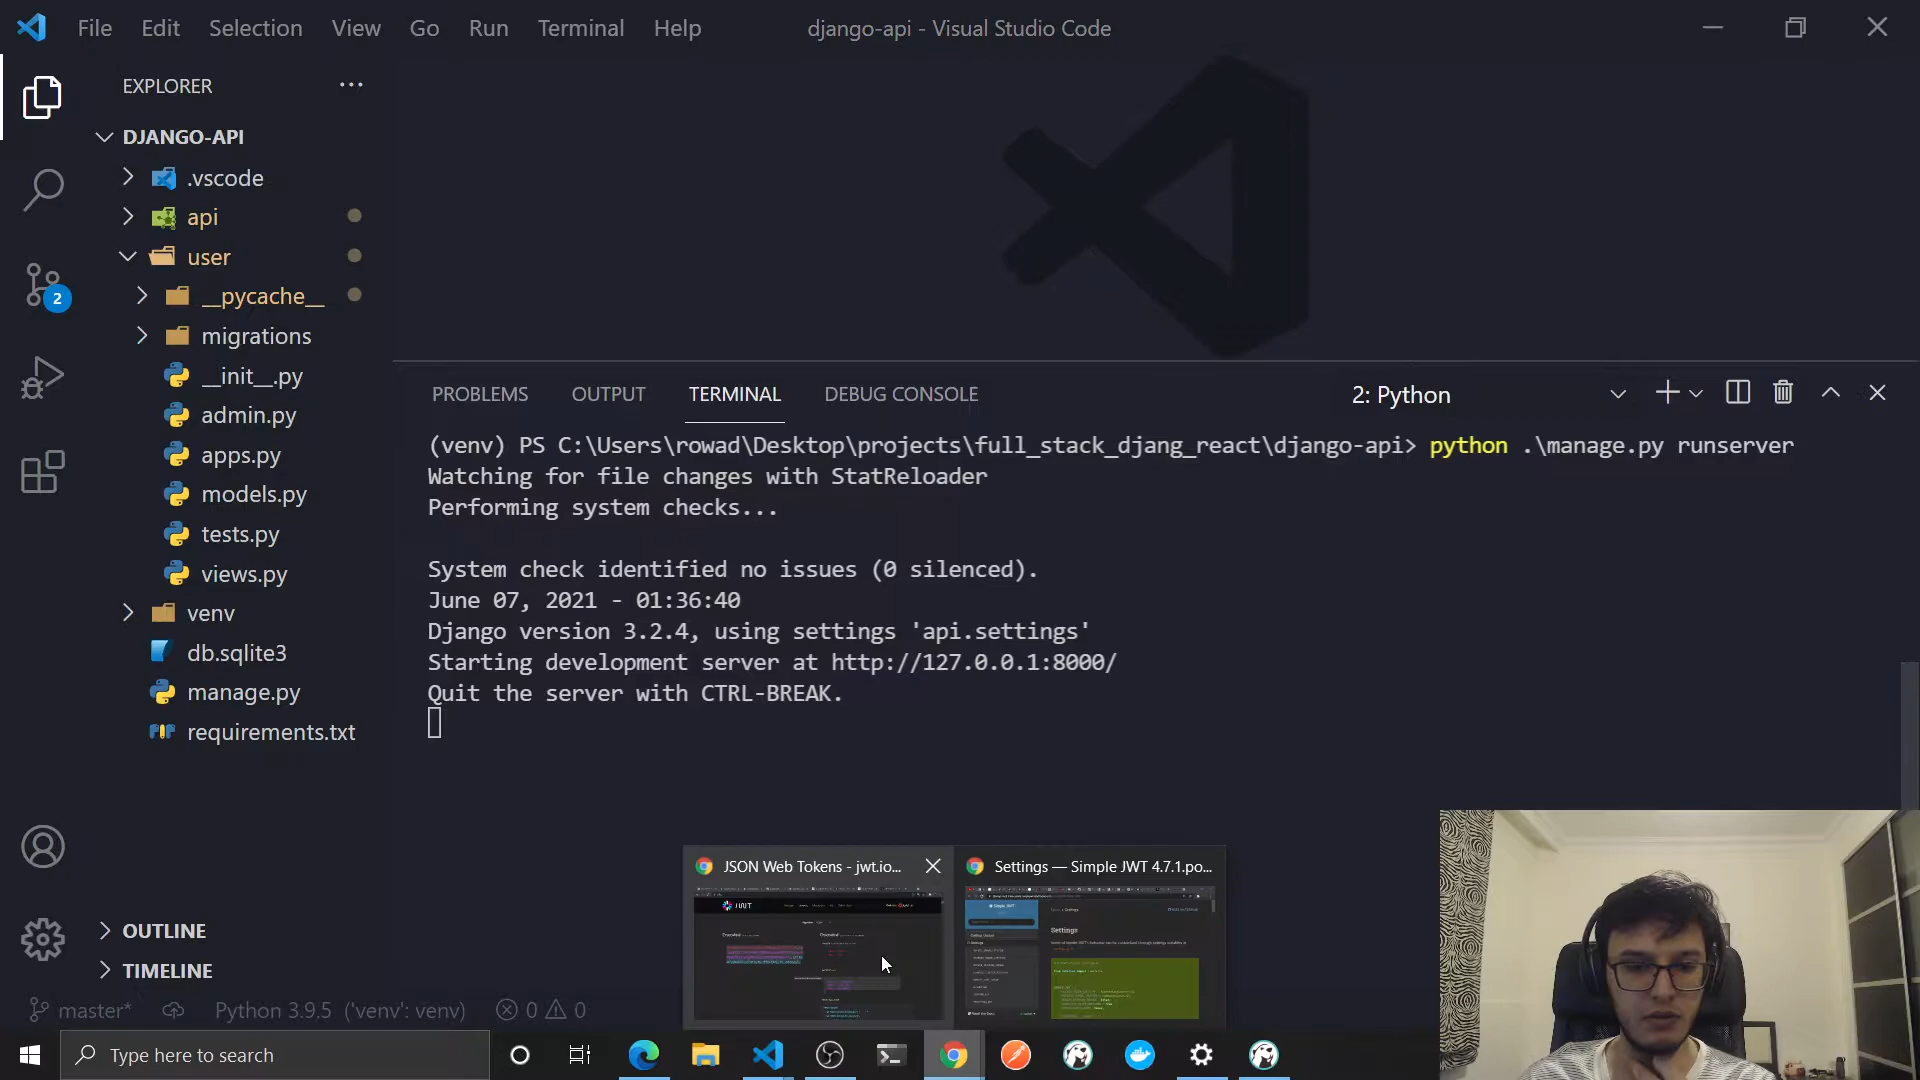 File Edit Selection View Go Run Terminal Help
django-api - Visual Studio Code
EXPLORER
DJANGO-API
.vscode
api
user
__pycache__
migrations
__init__.py
admin.py
apps.py
models.py
tests.py
views.py
venv
db.sqlite3
manage.py
requirements.txt
OUTLINE
TIMELINE
2
PROBLEMS OUTPUT TERMINAL DEBUG CONSOLE
2: Python
(venv) PS C:\Users\rowad\Desktop\projects\full_stack_djang_react\django-api> python .\manage.py runserver
Watching for file changes with StatReloader
Performing system checks...
System check identified no issues (0 silenced).
June 07, 2021 - 01:36:40
Django version 3.2.4, using settings 'api.settings'
Starting development server at http://127.0.0.1:8000/
Quit the server with CTRL-BREAK.
JSON Web Tokens - jwt.io...
Settings — Simple JWT 4.7.1.po...
JWT
Settings
master* Python 3.9.5 ('venv': venv) 0 0
Type here to search